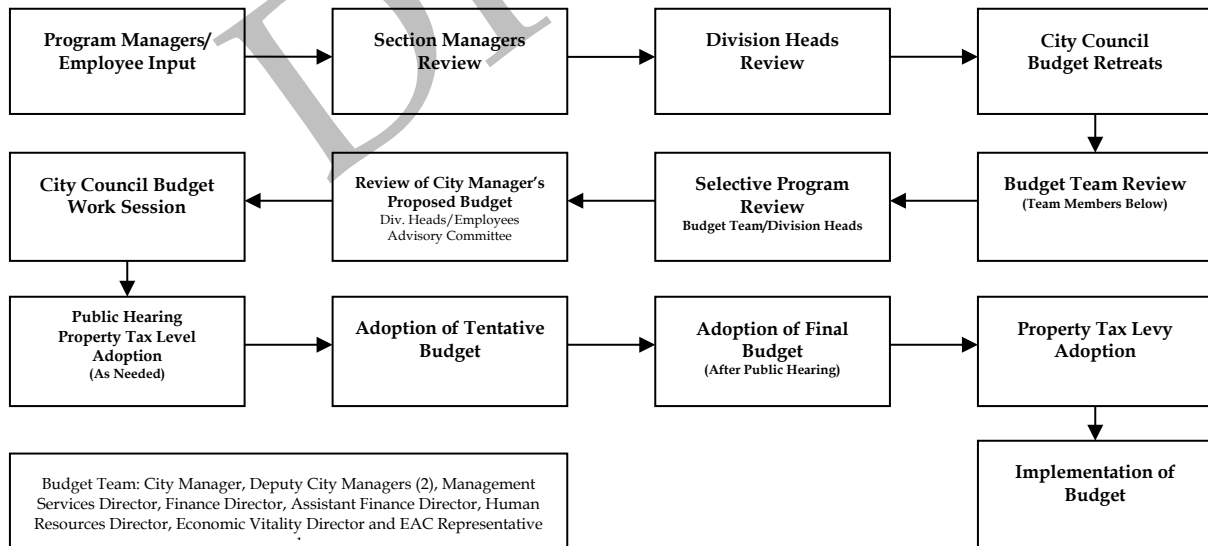 Program Managers/
Employee Input
Section Managers
Review
Division Heads
Review
City Council
Budget Retreats
City Council Budget
Work Session
Review of City Manager's
Proposed Budget
Div. Heads/Employees
Advisory Committee
Selective Program
Review
Budget Team/Division Heads
Budget Team Review
(Team Members Below)
Public Hearing
Property Tax Level
Adoption
(As Needed)
Adoption of Tentative
Budget
Adoption of Final
Budget
(After Public Hearing)
Property Tax Levy
Adoption
Budget Team: City Manager, Deputy City Managers (2), Management
Services Director, Finance Director, Assistant Finance Director, Human
Resources Director, Economic Vitality Director and EAC Representative
Implementation of
Budget